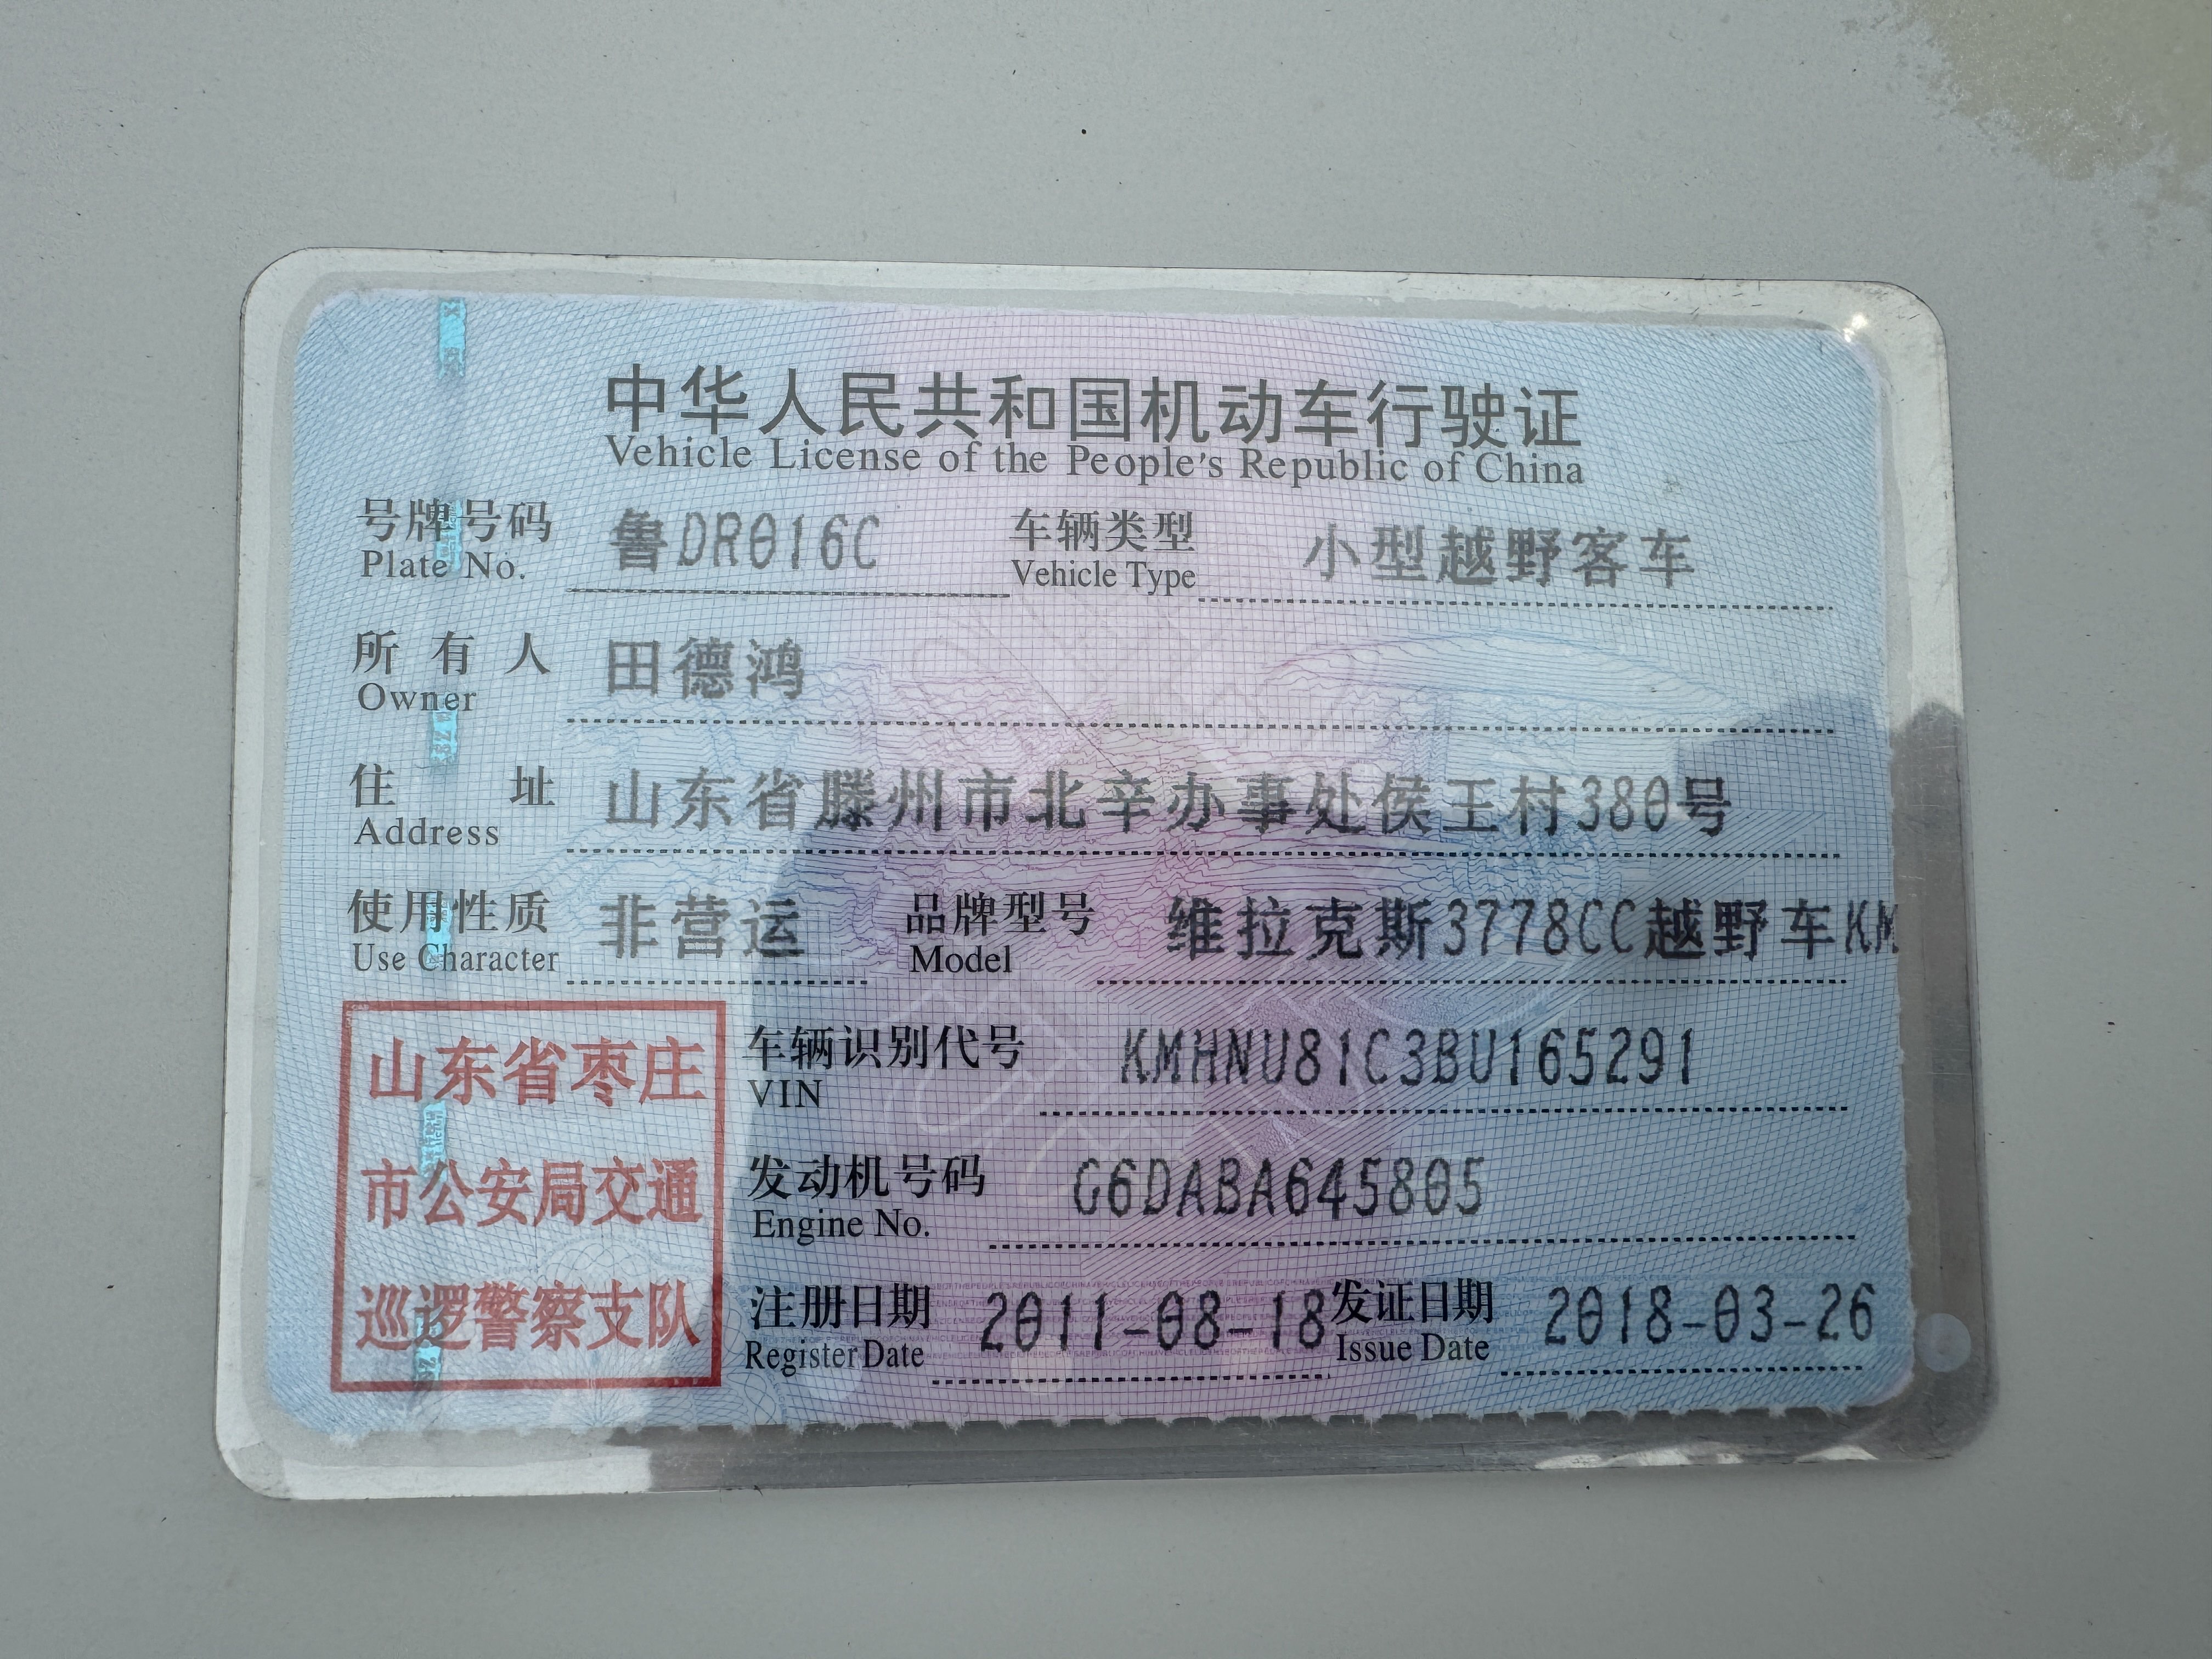 中华人民共和国机动车行驶证
Vehicle License of the People's Republic of China
号牌号码 鲁DR016C 车辆类型 小型越野客车
Plate No. Vehicle Type
所有人 田德鸿
Owner
住址 山东省滕州市北辛办事处侯王村380号
Address
使用性质 非营运 品牌型号 维拉克斯3778CC越野车KM
Use Character Model
山东省枣庄
市公安局交通
巡逻警察支队
车辆识别代号 KMHNU81C3BU165291
VIN
发动机号码 G6DABA645805
Engine No.
注册日期 2011-08-18 发证日期 2018-03-26
Register Date Issue Date